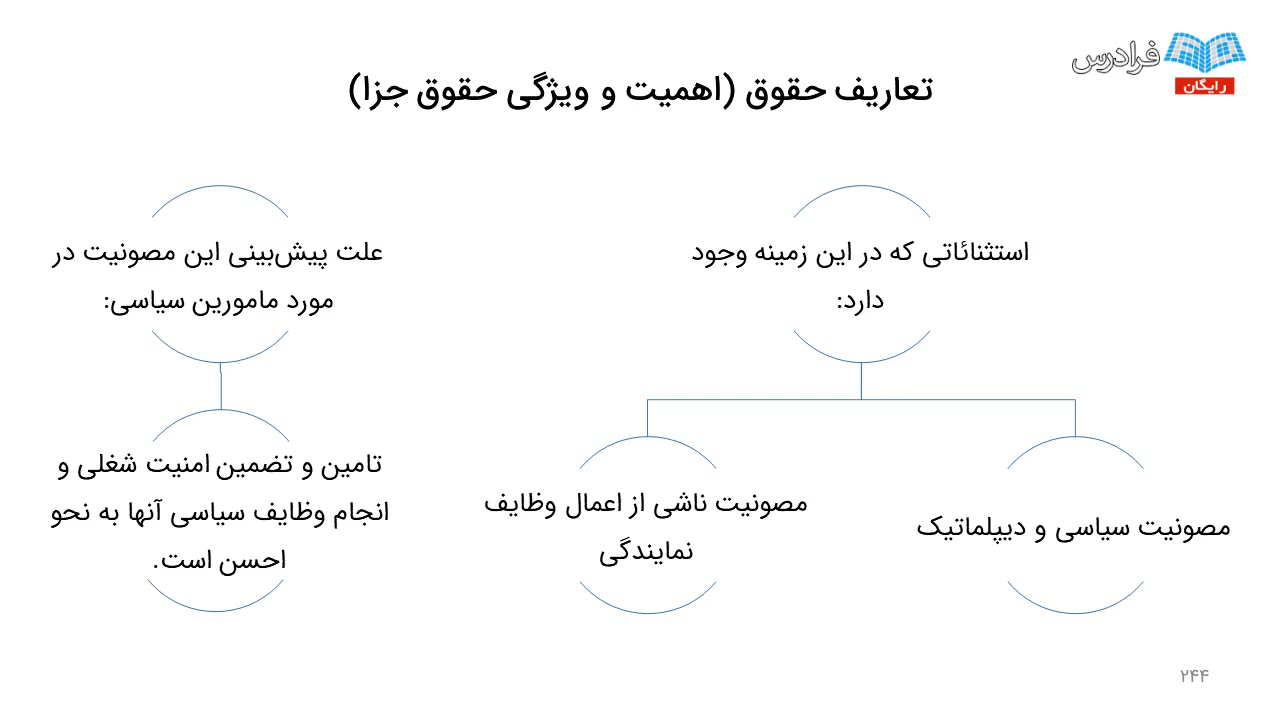 فرادرس
رایگان
تعاریف حقوق (اهمیت و ویژگی حقوق جزا)
استثنائاتی که در این زمینه وجود
دارد:
مصونیت سیاسی و دیپلماتیک
مصونیت ناشی از اعمال وظایف
نمایندگی
علت پیش‌بینی این مصونیت در
مورد مامورین سیاسی:
تامین و تضمین امنیت شغلی و
انجام وظایف سیاسی آنها به نحو
احسن است.
۲۴۴